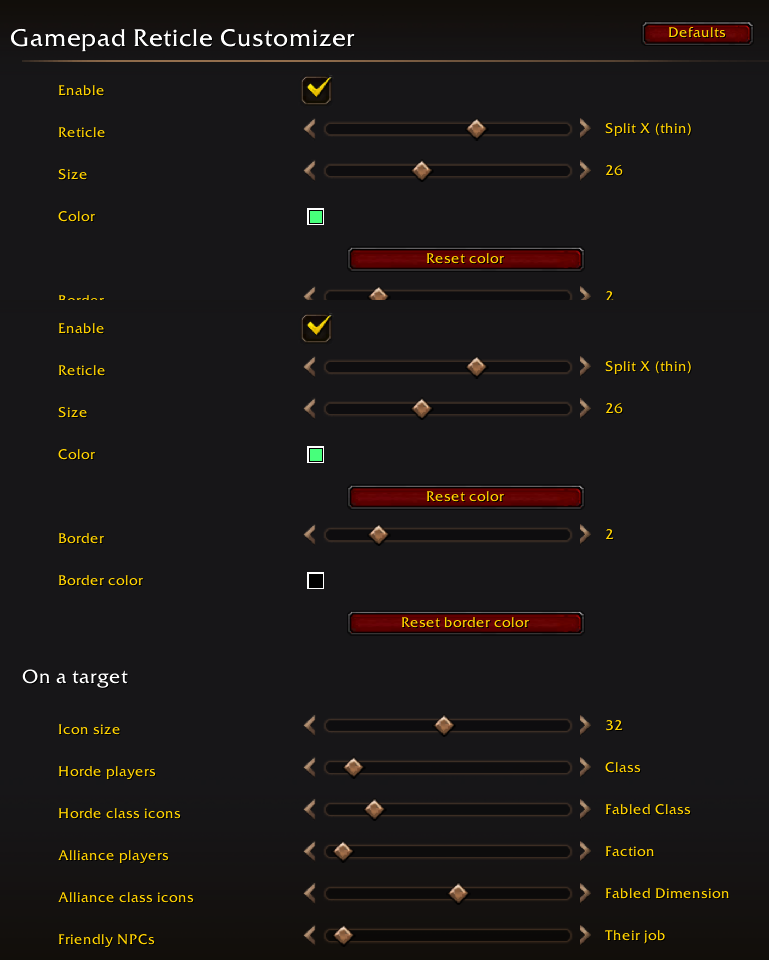 Gamepad Reticle Customizer
Defaults
Enable
Reticle Split X (thin)
Size 26
Color
Reset color
Border 2
Enable
Reticle Split X (thin)
Size 26
Color
Reset color
Border 2
Border color
Reset border color
On a target
Icon size 32
Horde players Class
Horde class icons Fabled Class
Alliance players Faction
Alliance class icons Fabled Dimension
Friendly NPCs Their job